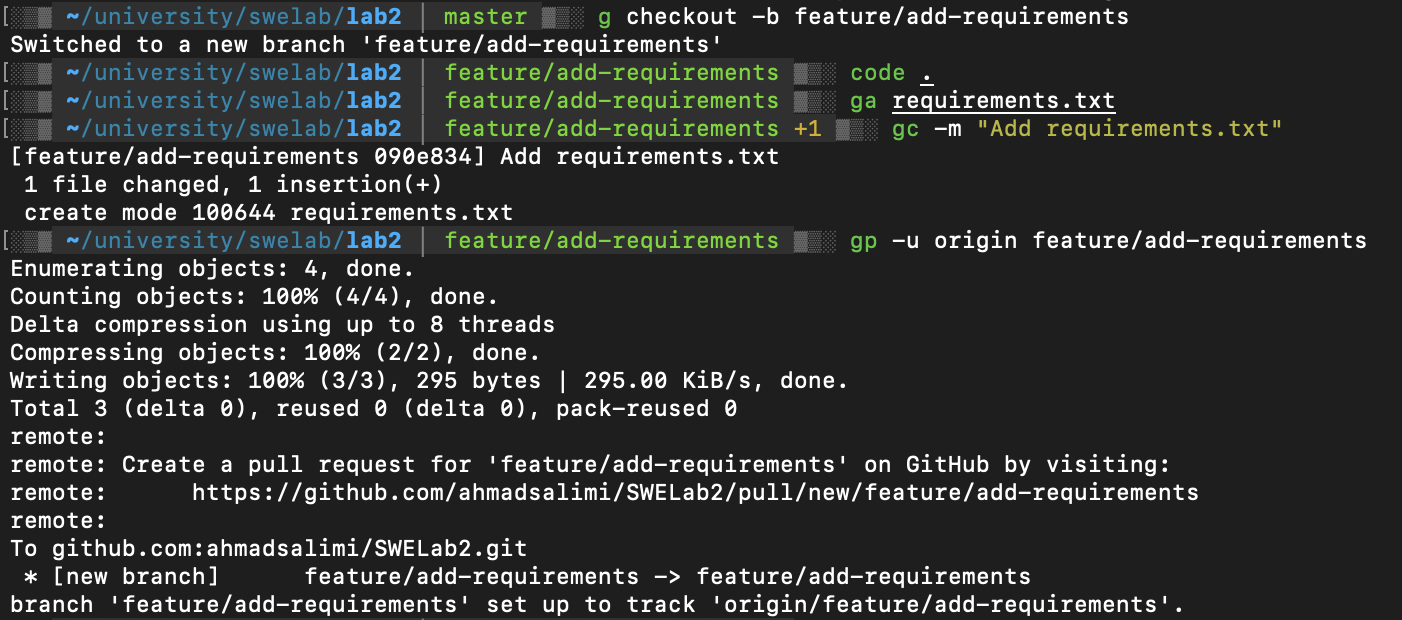 ~/university/swelab/lab2 | master g checkout -b feature/add-requirements
Switched to a new branch 'feature/add-requirements'
~/university/swelab/lab2 | feature/add-requirements code .
~/university/swelab/lab2 | feature/add-requirements ga requirements.txt
~/university/swelab/lab2 | feature/add-requirements +1 gc -m "Add requirements.txt"
[feature/add-requirements 090e834] Add requirements.txt
1 file changed, 1 insertion(+)
create mode 100644 requirements.txt
~/university/swelab/lab2 | feature/add-requirements gp -u origin feature/add-requirements
Enumerating objects: 4, done.
Counting objects: 100% (4/4), done.
Delta compression using up to 8 threads
Compressing objects: 100% (2/2), done.
Writing objects: 100% (3/3), 295 bytes | 295.00 KiB/s, done.
Total 3 (delta 0), reused 0 (delta 0), pack-reused 0
remote:
remote: Create a pull request for 'feature/add-requirements' on GitHub by visiting:
remote:      https://github.com/ahmadsalimi/SWELab2/pull/new/feature/add-requirements
remote:
To github.com:ahmadsalimi/SWELab2.git
* [new branch]      feature/add-requirements -> feature/add-requirements
branch 'feature/add-requirements' set up to track 'origin/feature/add-requirements'.